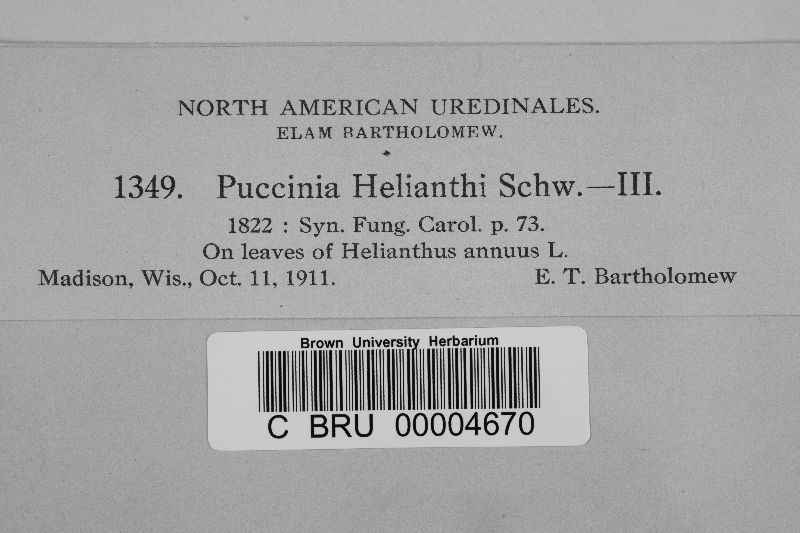 NORTH AMERICAN UREDINALES.
ELAM BARTHOLOMEW.
1349. Puccinia Helianthi Schw.—III.
1822 : Syn. Fung. Carol. p. 73.
On leaves of Helianthus annuus L.
Madison, Wis., Oct. 11, 1911. E. T. Bartholomew
Brown University Herbarium
C BRU 00004670